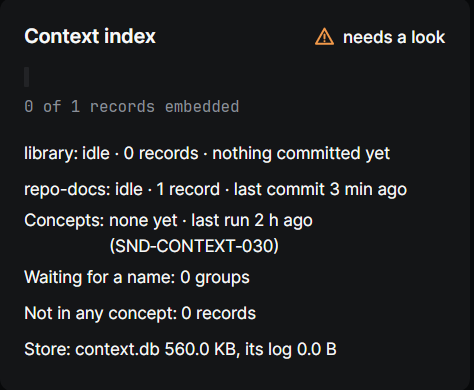 Context index
needs a look
0 of 1 records embedded
library: idle · 0 records · nothing committed yet
repo-docs: idle · 1 record · last commit 3 min ago
Concepts: none yet · last run 2 h ago
(SND-CONTEXT-030)
Waiting for a name: 0 groups
Not in any concept: 0 records
Store: context.db 560.0 KB, its log 0.0 B